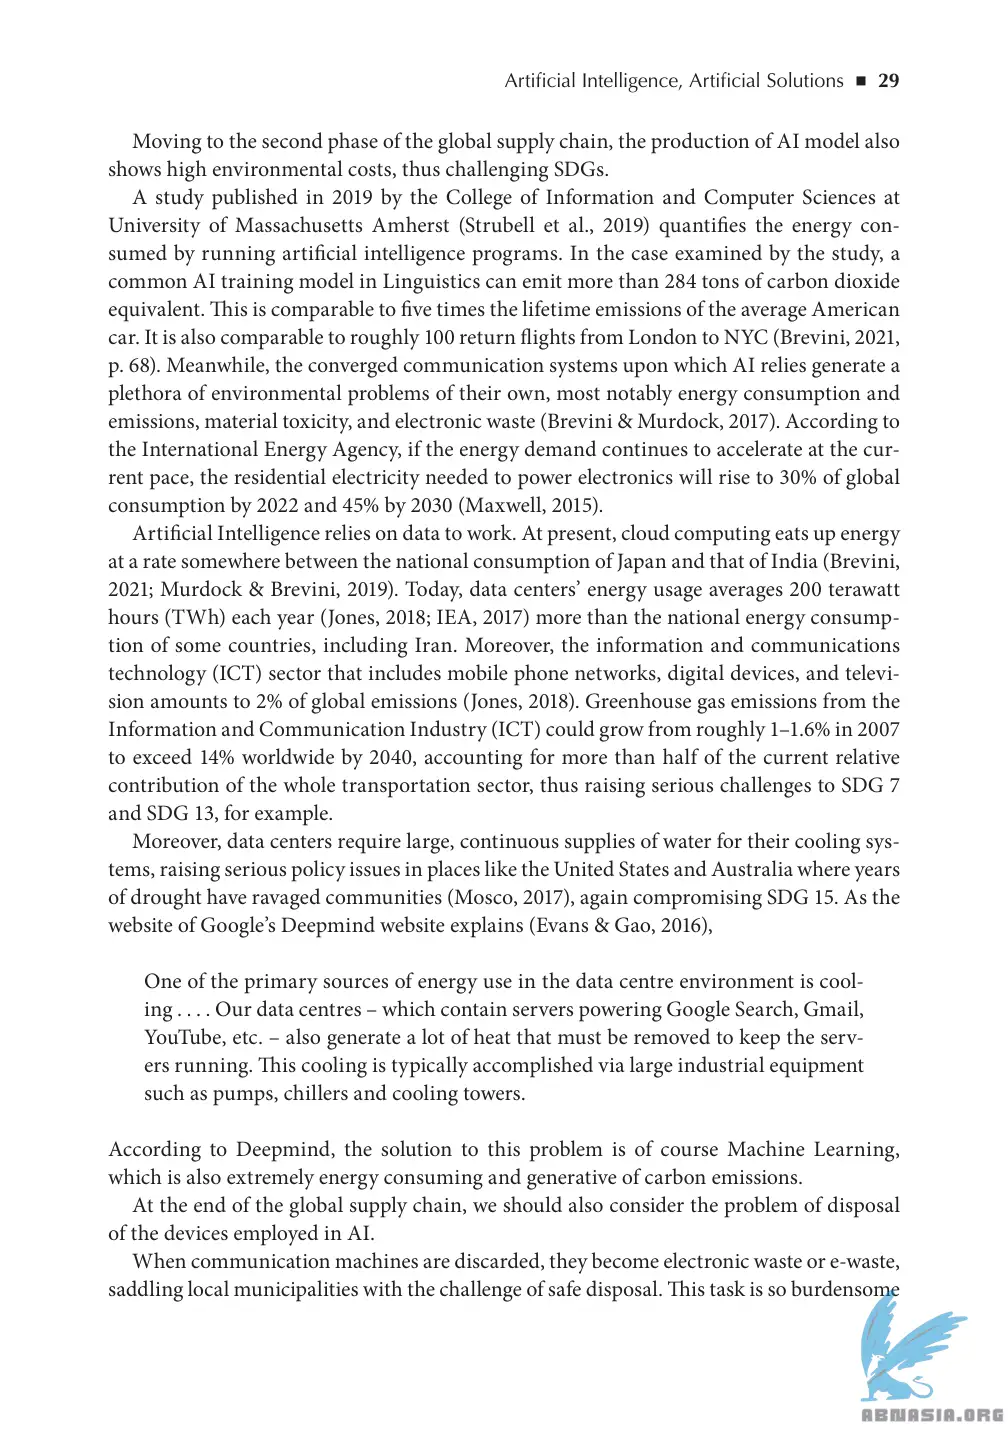 Artificial Intelligence, Artificial Solutions ■ 29
Moving to the second phase of the global supply chain, the production of AI model also
shows high environmental costs, thus challenging SDGs.
A study published in 2019 by the College of Information and Computer Sciences at
University of Massachusetts Amherst (Strubell et al., 2019) quantifies the energy con-
sumed by running artificial intelligence programs. In the case examined by the study, a
common AI training model in Linguistics can emit more than 284 tons of carbon dioxide
equivalent. This is comparable to five times the lifetime emissions of the average American
car. It is also comparable to roughly 100 return flights from London to NYC (Brevini, 2021,
p. 68). Meanwhile, the converged communication systems upon which AI relies generate a
plethora of environmental problems of their own, most notably energy consumption and
emissions, material toxicity, and electronic waste (Brevini & Murdock, 2017). According to
the International Energy Agency, if the energy demand continues to accelerate at the cur-
rent pace, the residential electricity needed to power electronics will rise to 30% of global
consumption by 2022 and 45% by 2030 (Maxwell, 2015).
Artificial Intelligence relies on data to work. At present, cloud computing eats up energy
at a rate somewhere between the national consumption of Japan and that of India (Brevini,
2021; Murdock & Brevini, 2019). Today, data centers’ energy usage averages 200 terawatt
hours (TWh) each year (Jones, 2018; IEA, 2017) more than the national energy consump-
tion of some countries, including Iran. Moreover, the information and communications
technology (ICT) sector that includes mobile phone networks, digital devices, and televi-
sion amounts to 2% of global emissions (Jones, 2018). Greenhouse gas emissions from the
Information and Communication Industry (ICT) could grow from roughly 1–1.6% in 2007
to exceed 14% worldwide by 2040, accounting for more than half of the current relative
contribution of the whole transportation sector, thus raising serious challenges to SDG 7
and SDG 13, for example.
Moreover, data centers require large, continuous supplies of water for their cooling sys-
tems, raising serious policy issues in places like the United States and Australia where years
of drought have ravaged communities (Mosco, 2017), again compromising SDG 15. As the
website of Google’s Deepmind website explains (Evans & Gao, 2016),
One of the primary sources of energy use in the data centre environment is cool-
ing . . . . Our data centres – which contain servers powering Google Search, Gmail,
YouTube, etc. – also generate a lot of heat that must be removed to keep the serv-
ers running. This cooling is typically accomplished via large industrial equipment
such as pumps, chillers and cooling towers.
According to Deepmind, the solution to this problem is of course Machine Learning,
which is also extremely energy consuming and generative of carbon emissions.
At the end of the global supply chain, we should also consider the problem of disposal
of the devices employed in AI.
When communication machines are discarded, they become electronic waste or e-waste,
saddling local municipalities with the challenge of safe disposal. This task is so burdensome
ABNASIA.ORG